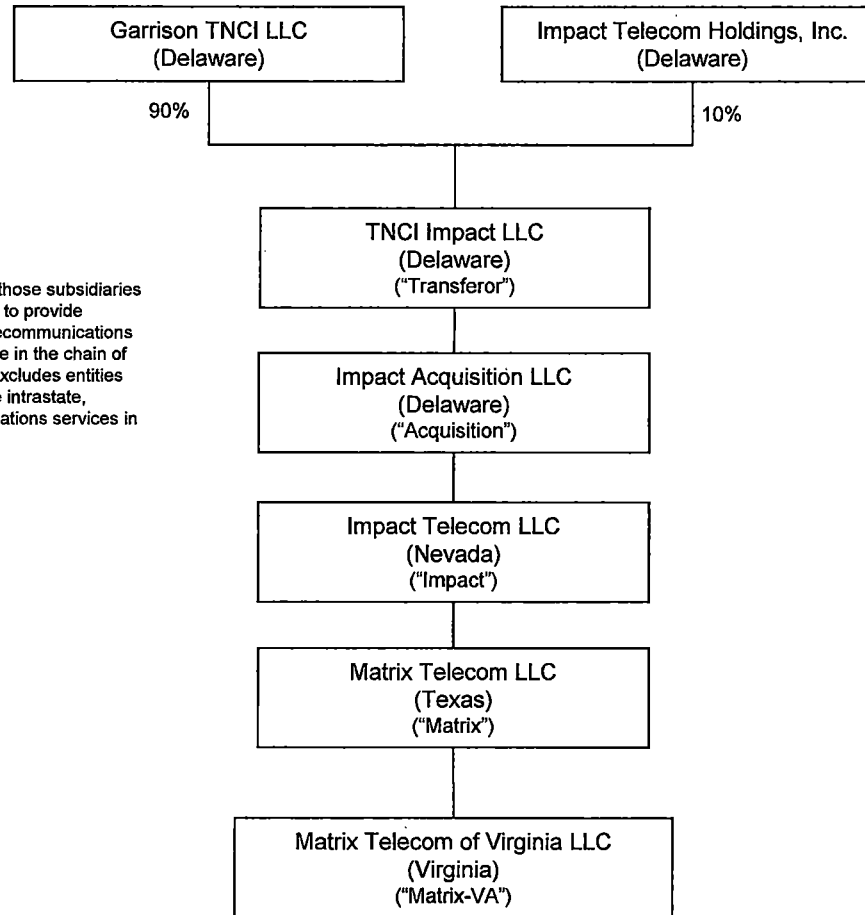 Garrison TNCI LLC
(Delaware)
Impact Telecom Holdings, Inc.
(Delaware)
90%
10%
TNCI Impact LLC
(Delaware)
("Transferor")
those subsidiaries
to provide
ecommunications
e in the chain of
xcludes entities
e intrastate,
ations services in
Impact Acquisition LLC
(Delaware)
("Acquisition")
Impact Telecom LLC
(Nevada)
("Impact")
Matrix Telecom LLC
(Texas)
("Matrix")
Matrix Telecom of Virginia LLC
(Virginia)
("Matrix-VA")